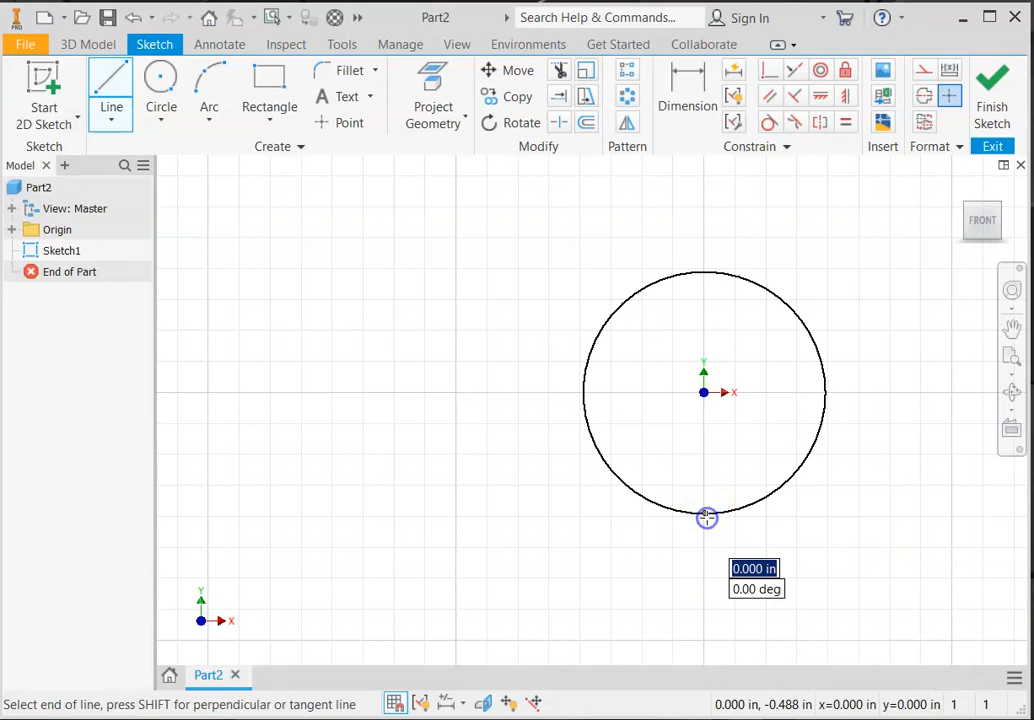 PRO
Part2
Search Help & Commands...
Sign In
File
3D Model
Sketch
Annotate
Inspect
Tools
Manage
View
Environments
Get Started
Collaborate
Start
2D Sketch
Line
Circle
Arc
Rectangle
Fillet
Text
Point
Project
Geometry
Move
Copy
Rotate
Dimension
Finish
Sketch
Sketch
Create
Modify
Pattern
Constrain
Insert
Format
Exit
Model
Part2
View: Master
Origin
Sketch1
End of Part
FRONT
Y
X
0.000 in
0.00 deg
Y
X
Part2
Select end of line, press SHIFT for perpendicular or tangent line
0.000 in, -0.488 in x=0.000 in y=0.000 in 1 1